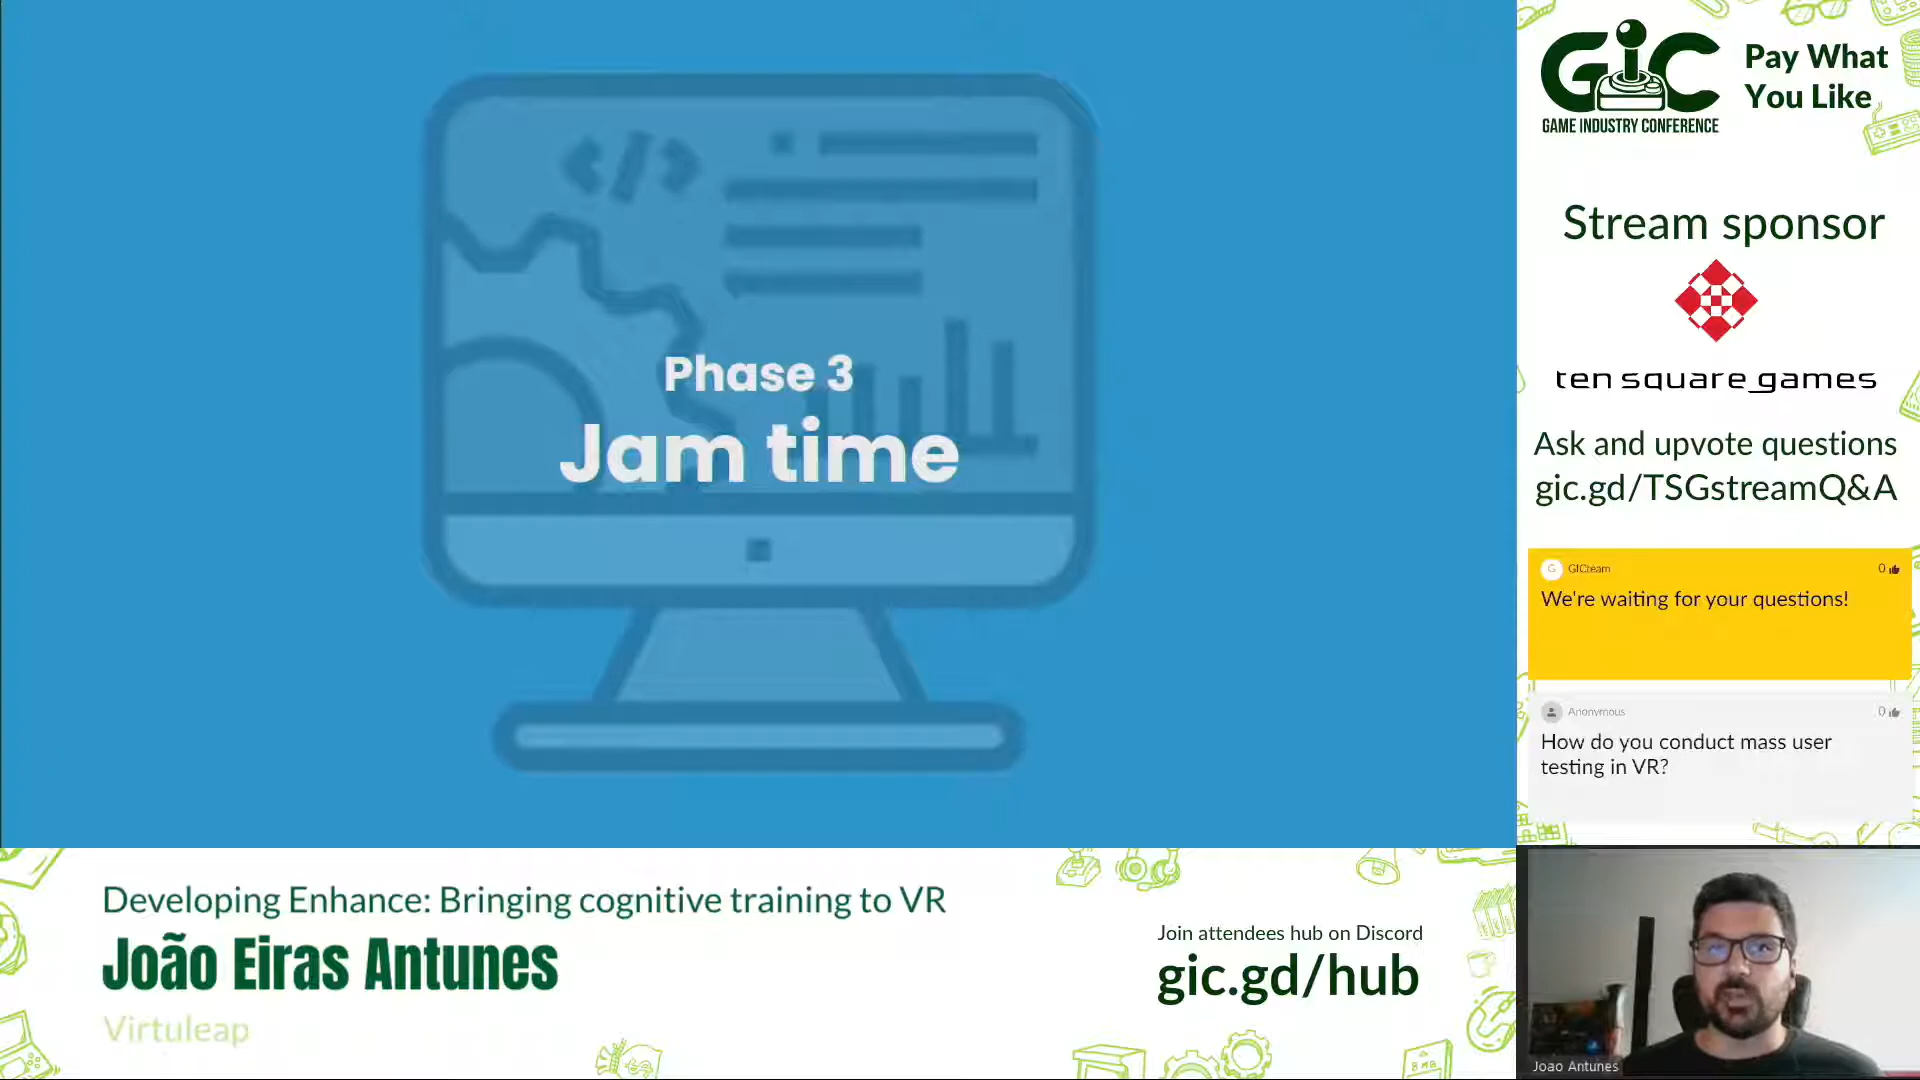 </>
Phase 3
Jam time
GIC
GAME INDUSTRY CONFERENCE
Pay What
You Like
Stream sponsor
ten square games
Ask and upvote questions
gic.gd/TSGstreamQ&A
G
GICteam
0
We're waiting for your questions!
Anonymous
0
How do you conduct mass user
testing in VR?
Developing Enhance: Bringing cognitive training to VR
João Eiras Antunes
Virtuleap
Join attendees hub on Discord
gic.gd/hub
Joao Antunes